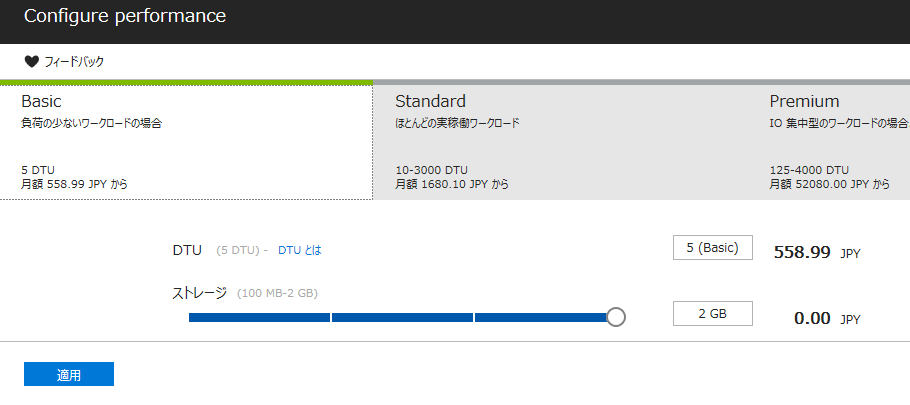 Configure performance
フィードバック
Basic
負荷の少ないワークロードの場合
5 DTU
月額 558.99 JPY から
Standard
ほとんどの実稼働ワークロード
10-3000 DTU
月額 1680.10 JPY から
Premium
IO 集中型のワークロードの場合
125-4000 DTU
月額 52080.00 JPY から
DTU (5 DTU) - DTU とは 5 (Basic) 558.99 JPY
ストレージ (100 MB-2 GB) 2 GB 0.00 JPY
適用